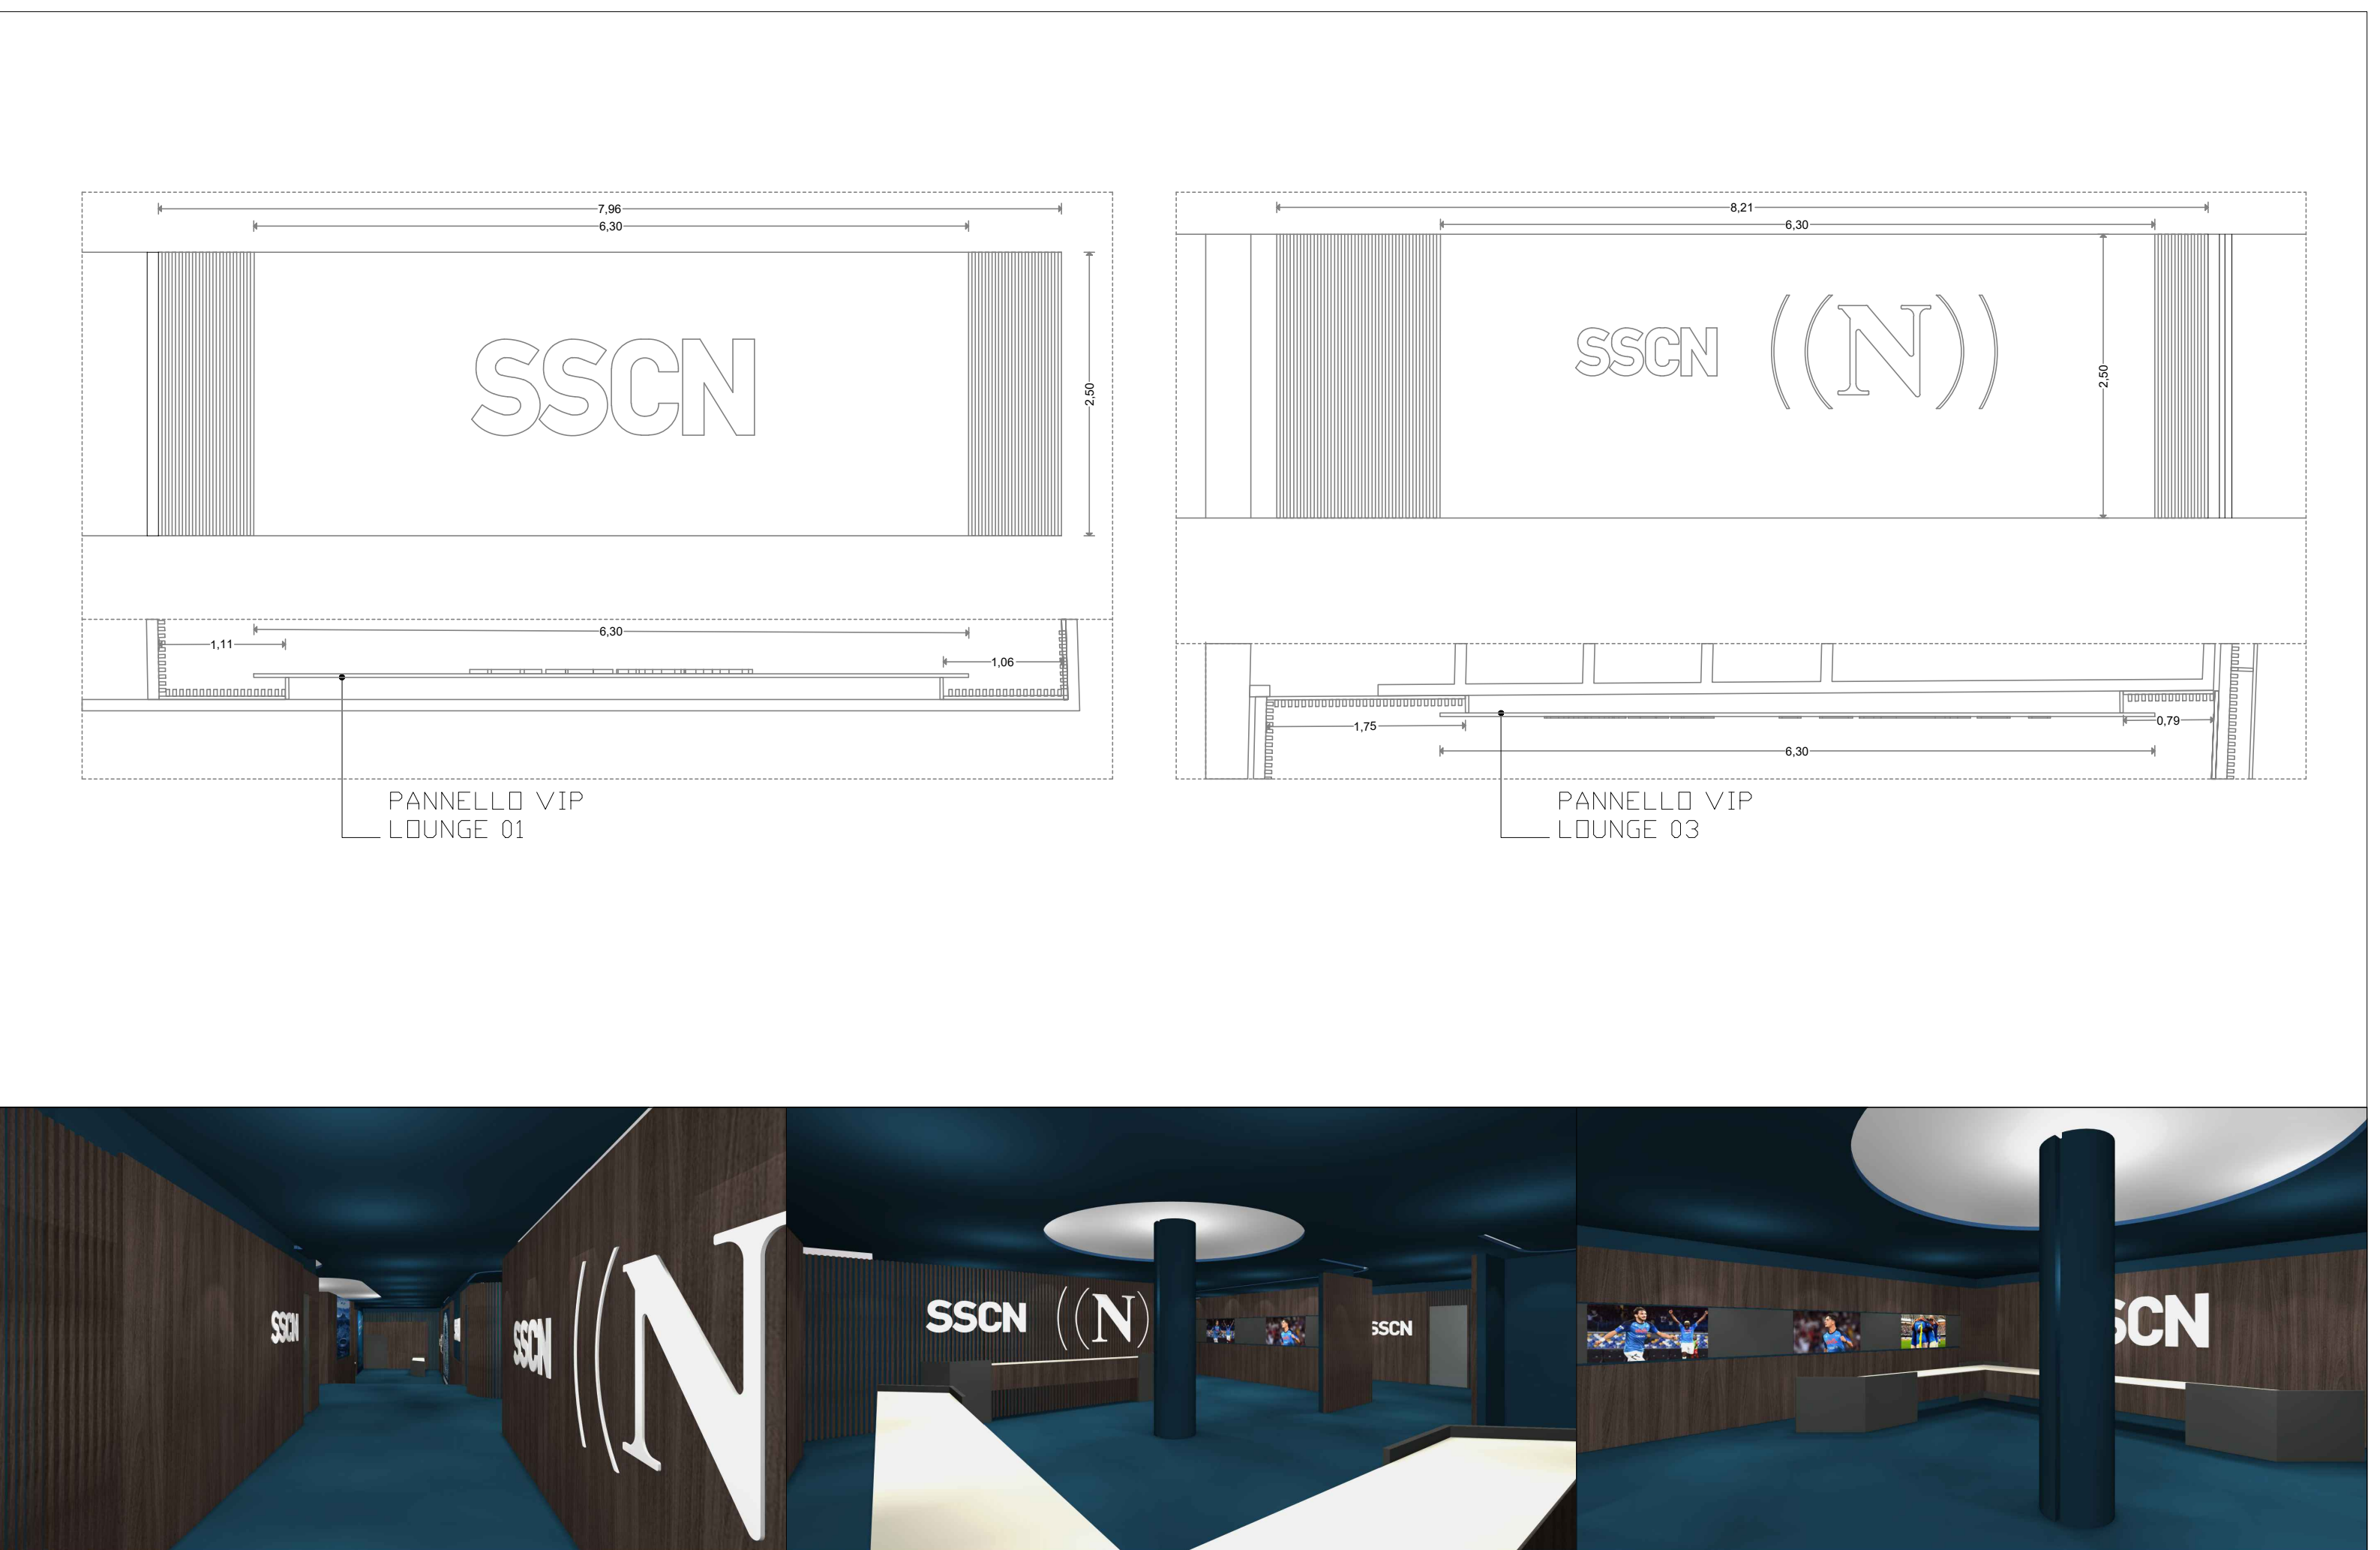 7,96
6,30
SSCN
2,50
1,11
6,30
1,06
PANNELLO VIP
LOUNGE 01
8,21
6,30
SSCN ((N))
2,50
1,75
0,79
6,30
PANNELLO VIP
LOUNGE 03
SSCN
SSCN ((N
SSCN ((N)
SSCN
SCN